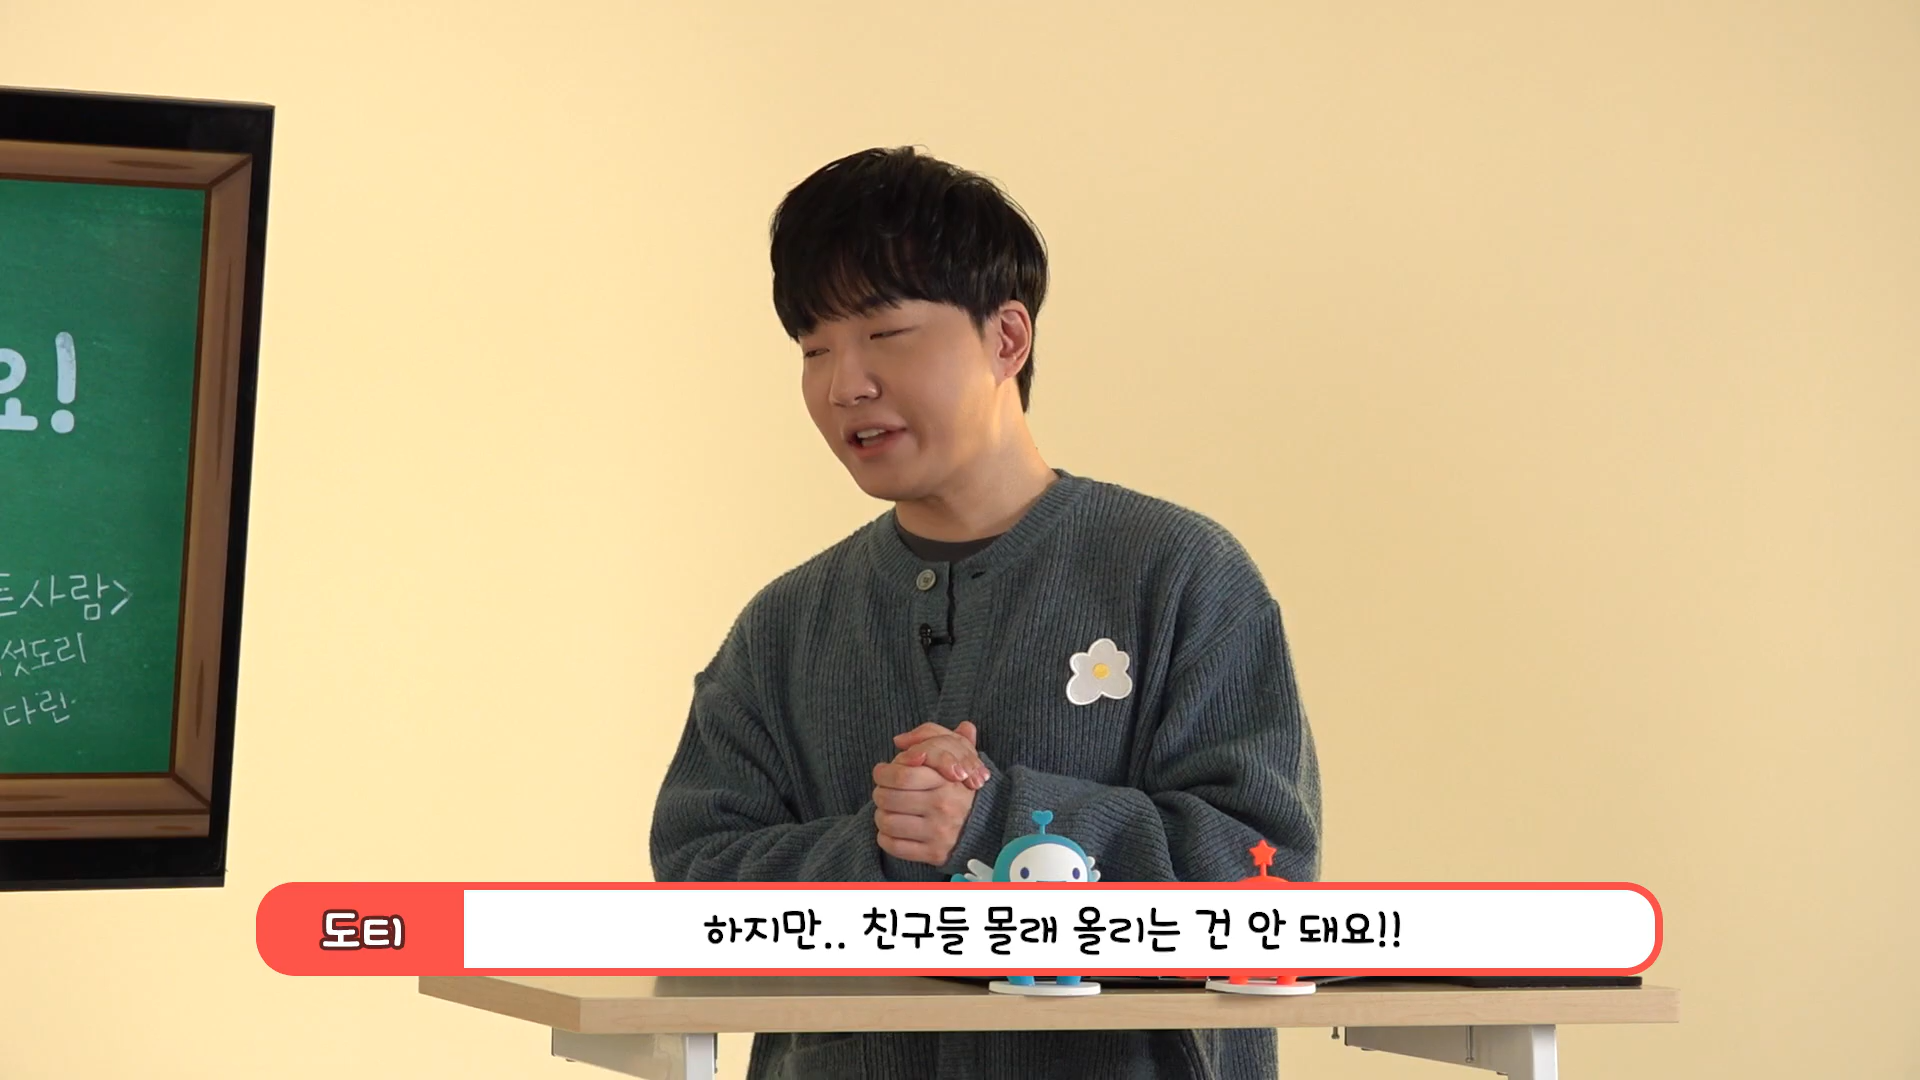 요!
트사람>
섯도리
다린
도티
하지만.. 친구들 몰래 올리는 건 안 돼요!!